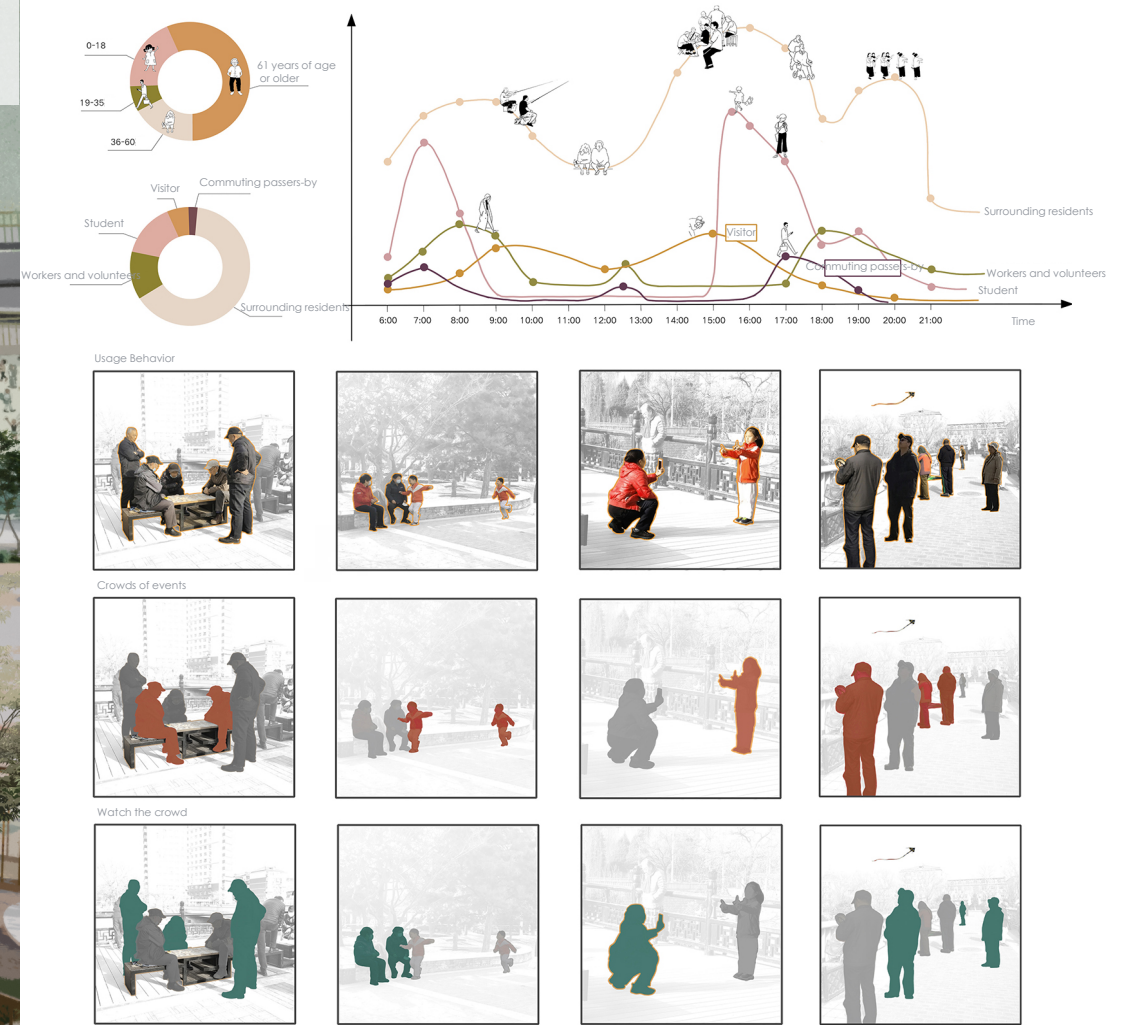 0-18
61 years of age
or older
19-35
36-60
Visitor
Commuting passers-by
Student
Workers and volunteers
Surrounding residents
Visitor
Commuting passers-by
Surrounding residents
Workers and volunteers
Student
6:00 7:00 8:00 9:00 10:00 11:00 12:00 13:00 14:00 15:00 16:00 17:00 18:00 19:00 20:00 21:00 Time
Usage Behavior
Crowds of events
Watch the crowd